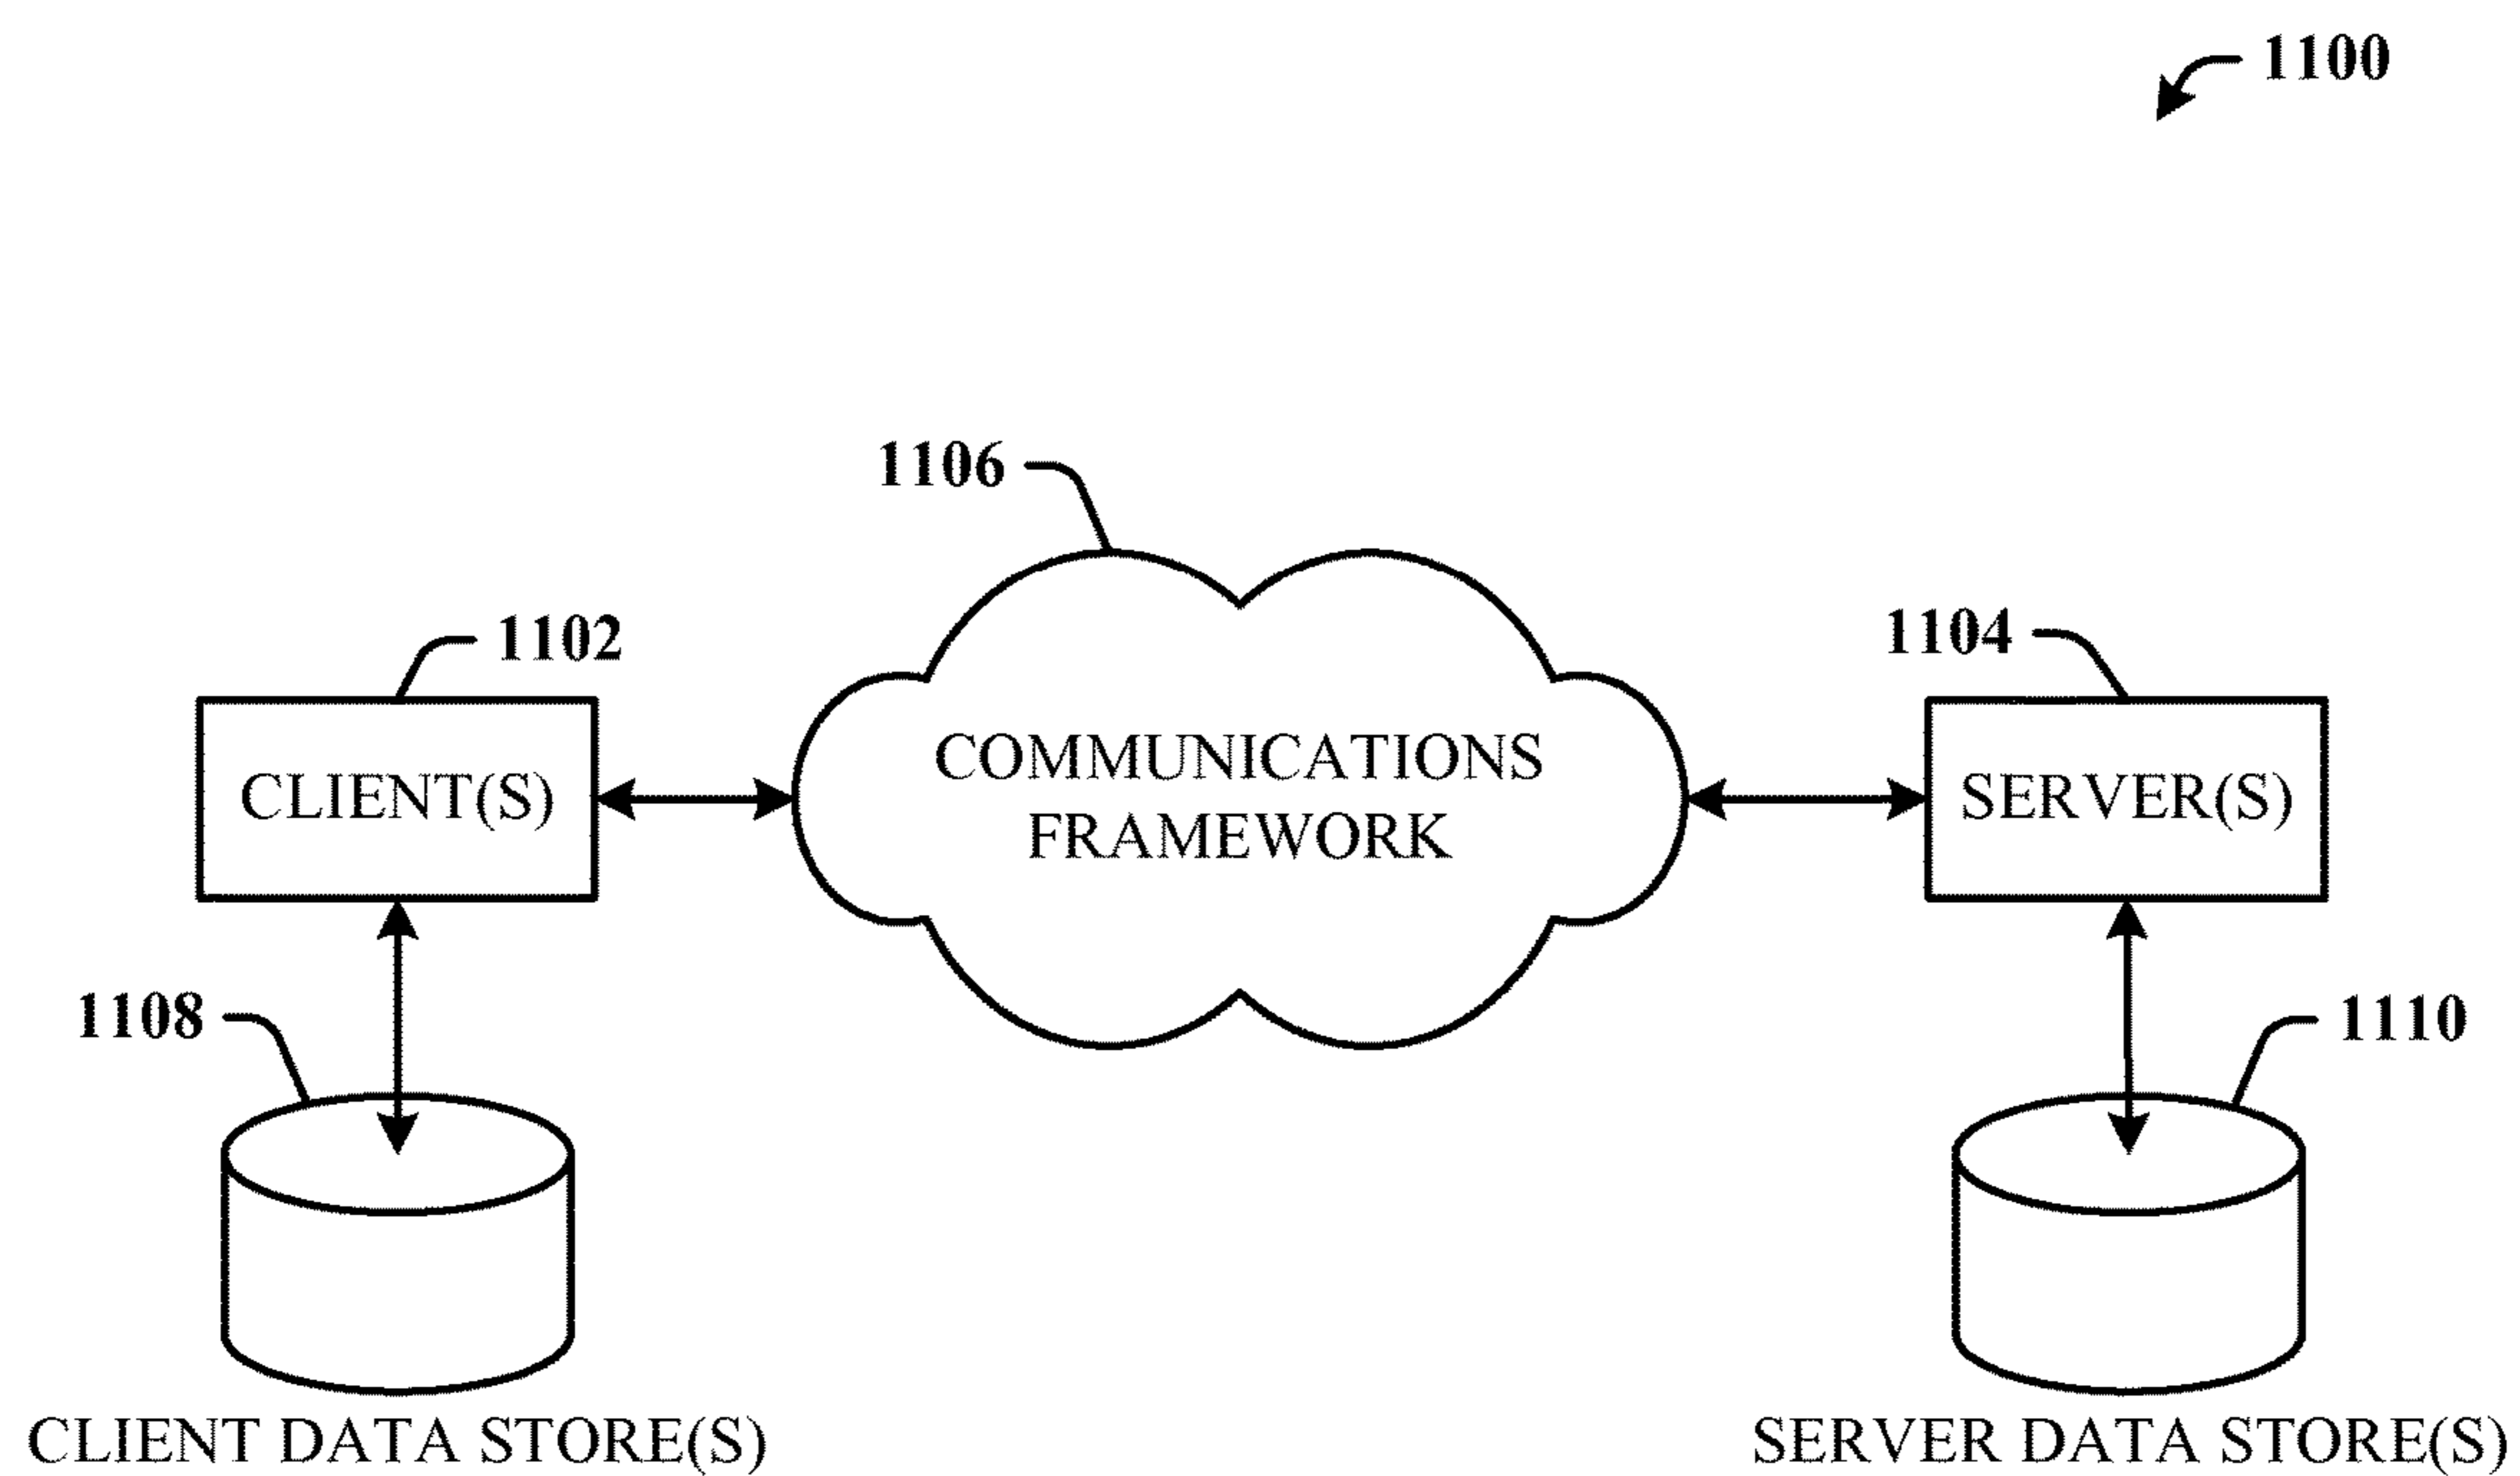 1100
1106
1102
1104
COMMUNICATIONS
FRAMEWORK
CLIENT(S)
SERVER(S)
1108
1110
CLIENT DATA STORE(S)
SERVER DATA STORE(S)